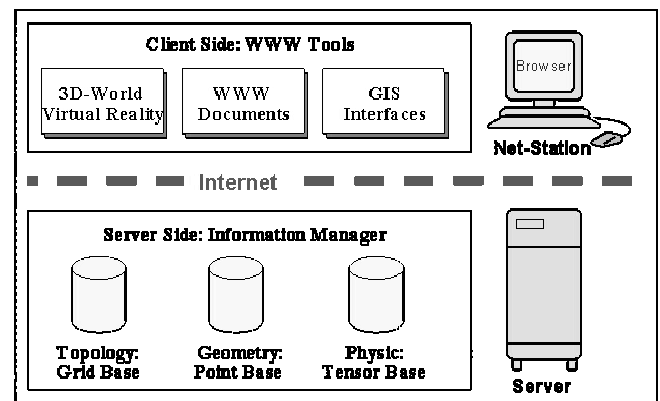 Client Side: WWW Tools
3D-World
Virtual Reality
WWW
Documents
GIS
Interfaces
Browser
Net-Station
Internet
Server Side: Information Manager
Topology:
Grid Base
Geometry:
Point Base
Physic:
Tensor Base
Server